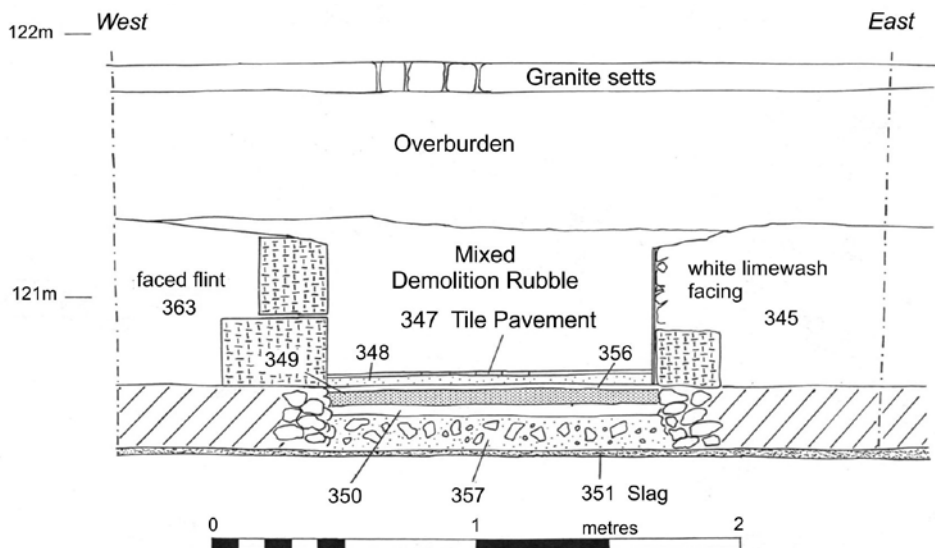 122m
West
East
Granite setts
Overburden
Mixed
Demolition Rubble
faced flint
363
white limewash
facing
345
121m
347 Tile Pavement
349
348
356
350
357
351 Slag
0
1
metres
2